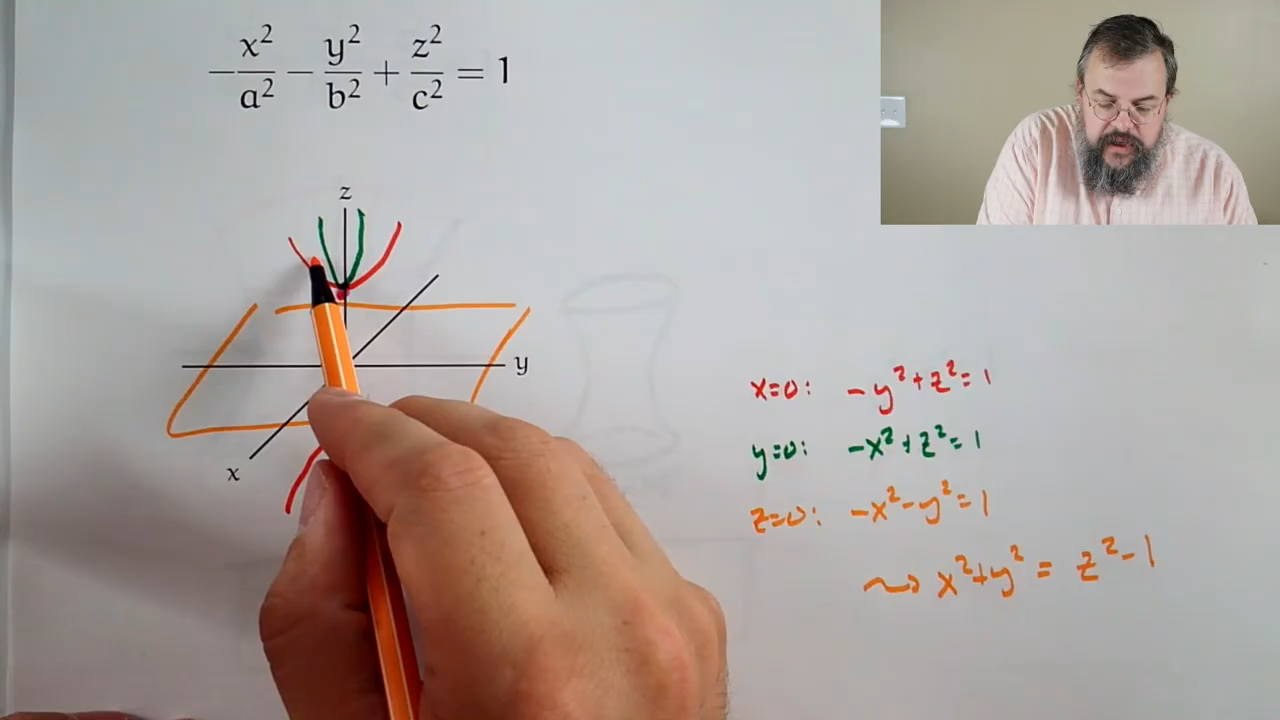 −x²/a² − y²/b² + z²/c² = 1
z
y
x
x=0: -y²+z²=1
y=0: -x²+z²=1
z=0: -x²-y²=1
⇝ x²+y² = z²-1